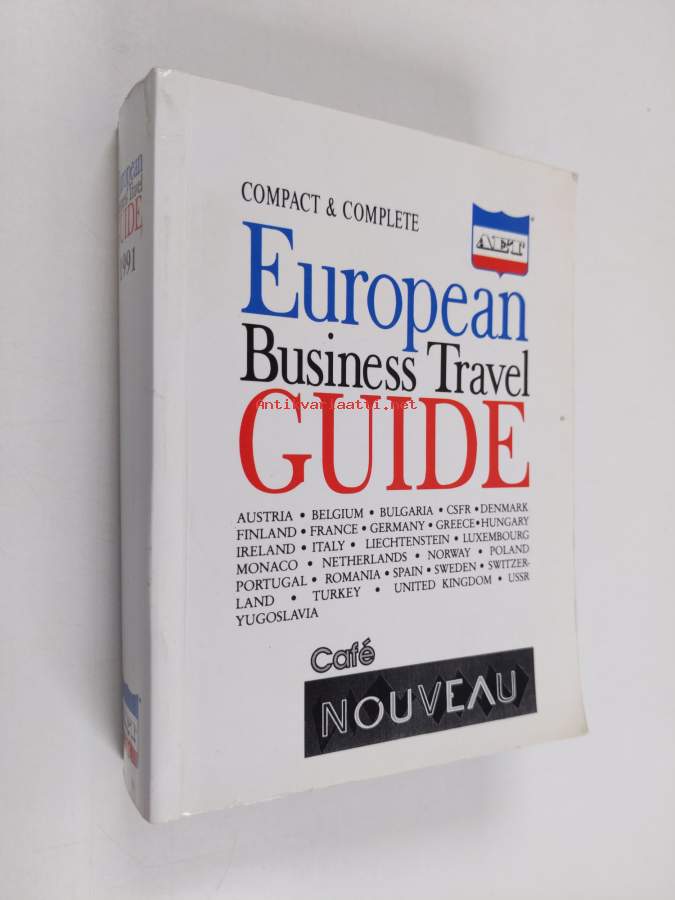 COMPACT & COMPLETE
AET
European
Business Travel
GUIDE
Antikvariaatti.net
AUSTRIA • BELGIUM • BULGARIA • CSFR • DENMARK
FINLAND • FRANCE • GERMANY • GREECE • HUNGARY
IRELAND • ITALY • LIECHTENSTEIN • LUXEMBOURG
MONACO • NETHERLANDS • NORWAY • POLAND
PORTUGAL • ROMANIA • SPAIN • SWEDEN • SWITZER-
LAND • TURKEY • UNITED KINGDOM • USSR
YUGOSLAVIA
Café
NOUVEAU
European
Travel
GUIDE
1991